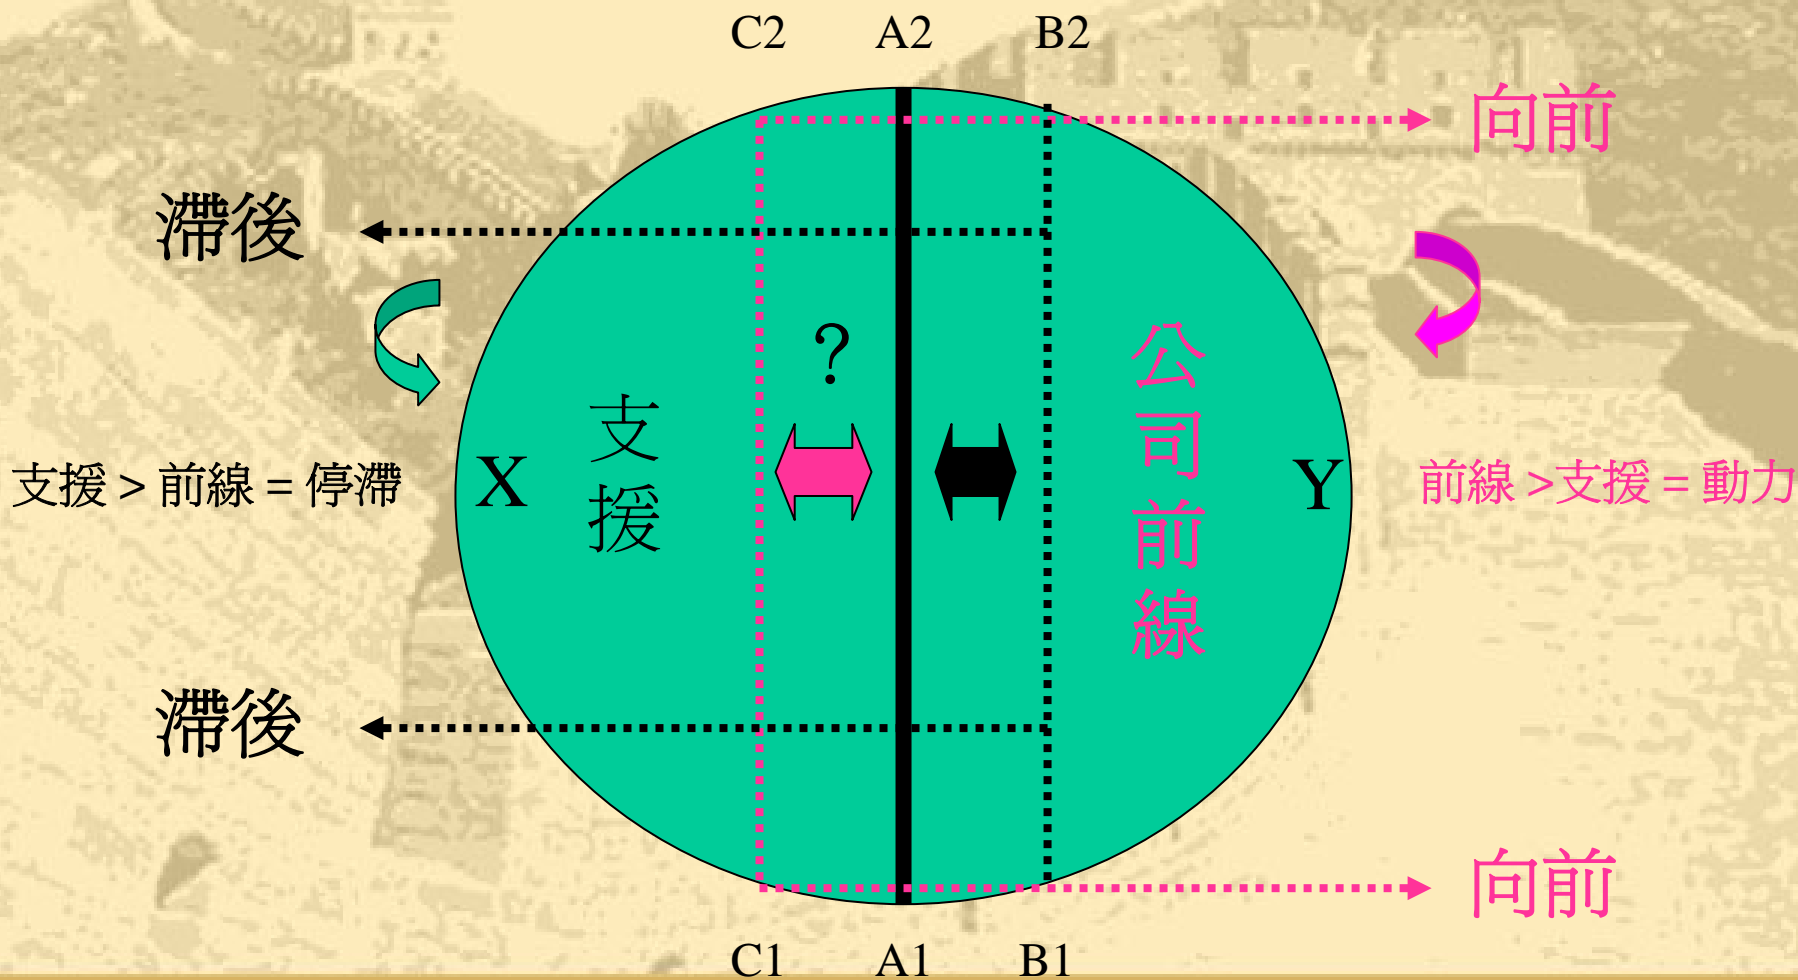 C2 A2 B2
向前
滯後
?
支援
公司前線
支援 > 前線 = 停滯
X
Y
前線 >支援 = 動力
滯後
向前
C1 A1 B1